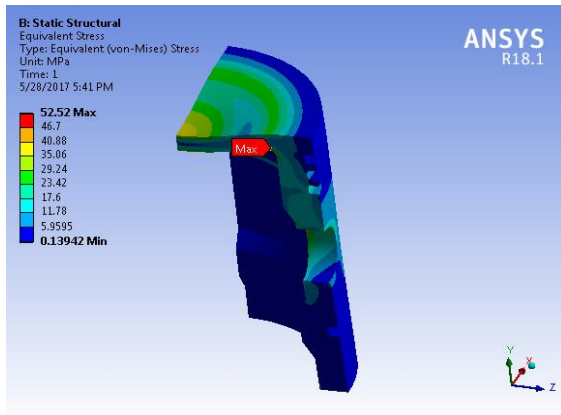 B: Static Structural
Equivalent Stress
Type: Equivalent (von-Mises) Stress
Unit: MPa
Time: 1
5/28/2017 5:41 PM
52.52 Max
46.7
40.88
35.06
29.24
23.42
17.6
11.78
5.9595
0.13942 Min
ANSYS
R18.1
Max
Y
X
Z